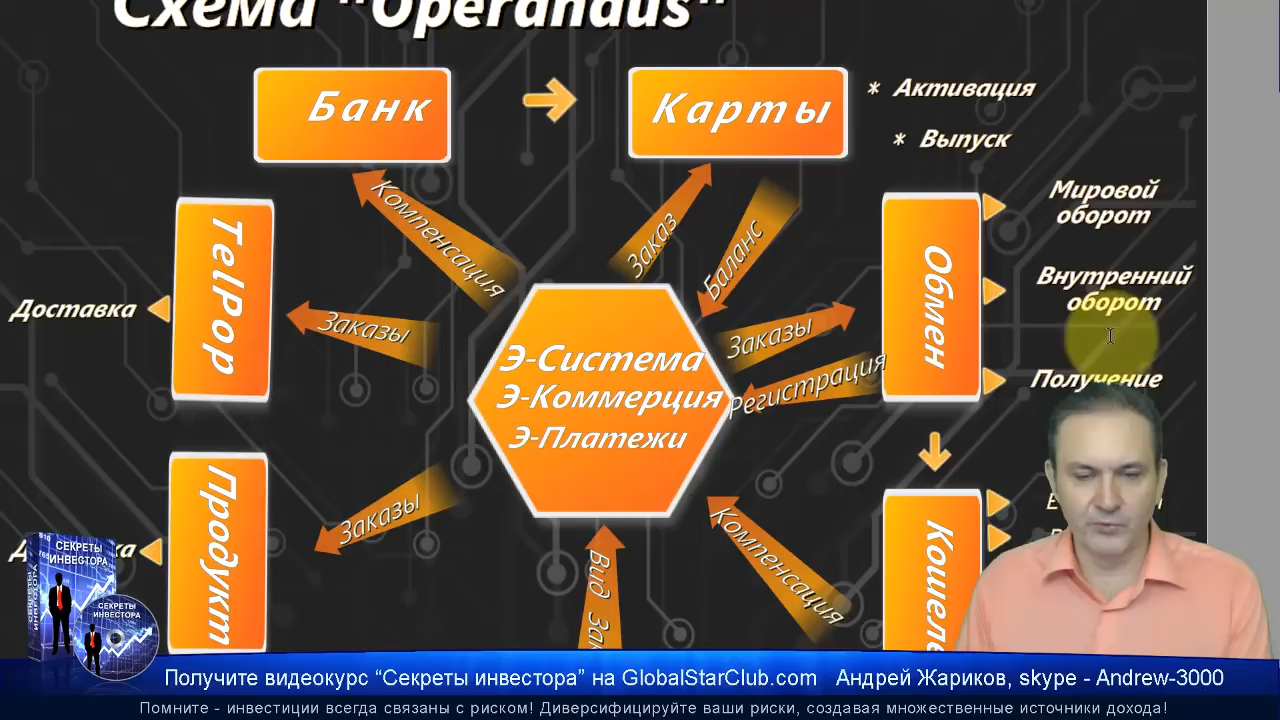 Схема "Operandus"
Банк
Карты
* Активация
* Выпуск
Мировой
оборот
Компенсация
Заказ
Баланс
TelPop
Обмен
Внутренний
оборот
Доставка
Заказы
Заказы
Э-Система
Э-Коммерция
Э-Платежи
Регистрация
Получение
Продукт
Заказы
Компенсация
Вид
СЕКРЕТЫ
ИНВЕСТОРА
СЕКРЕТЫ
ИНВЕСТОРА
Получите видеокурс “Секреты инвестора” на GlobalStarClub.com Андрей Жариков, skype - Andrew-3000
Помните - инвестиции всегда связаны с риском! Диверсифицируйте ваши риски, создавая множественные источники дохода!